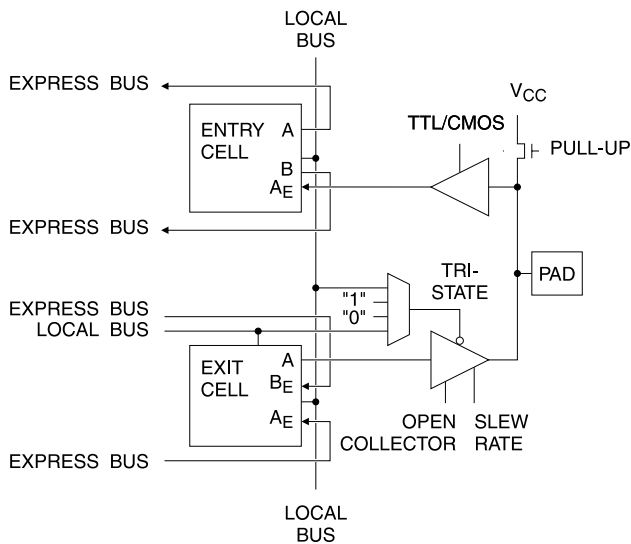 LOCAL
BUS
EXPRESS BUS
VCC
TTL/CMOS
ENTRY
CELL
A
B
AE
PULL-UP
EXPRESS BUS
PAD
TRI-
STATE
"1"
"0"
EXPRESS BUS
LOCAL BUS
EXIT
CELL
A
BE
AE
OPEN
COLLECTOR
SLEW
RATE
EXPRESS BUS
LOCAL
BUS